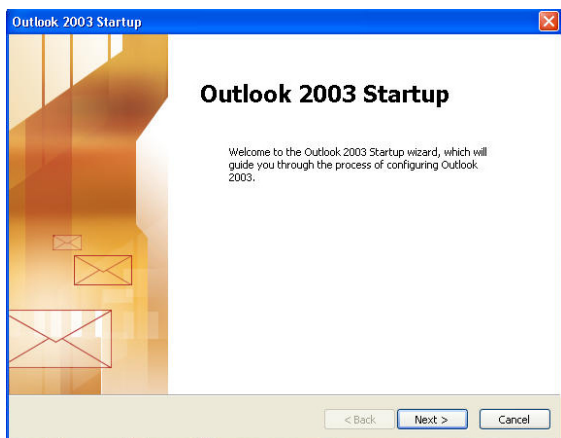 Outlook 2003 Startup
Outlook 2003 Startup
Welcome to the Outlook 2003 Startup wizard, which will
guide you through the process of configuring Outlook
2003.
< Back Next > Cancel